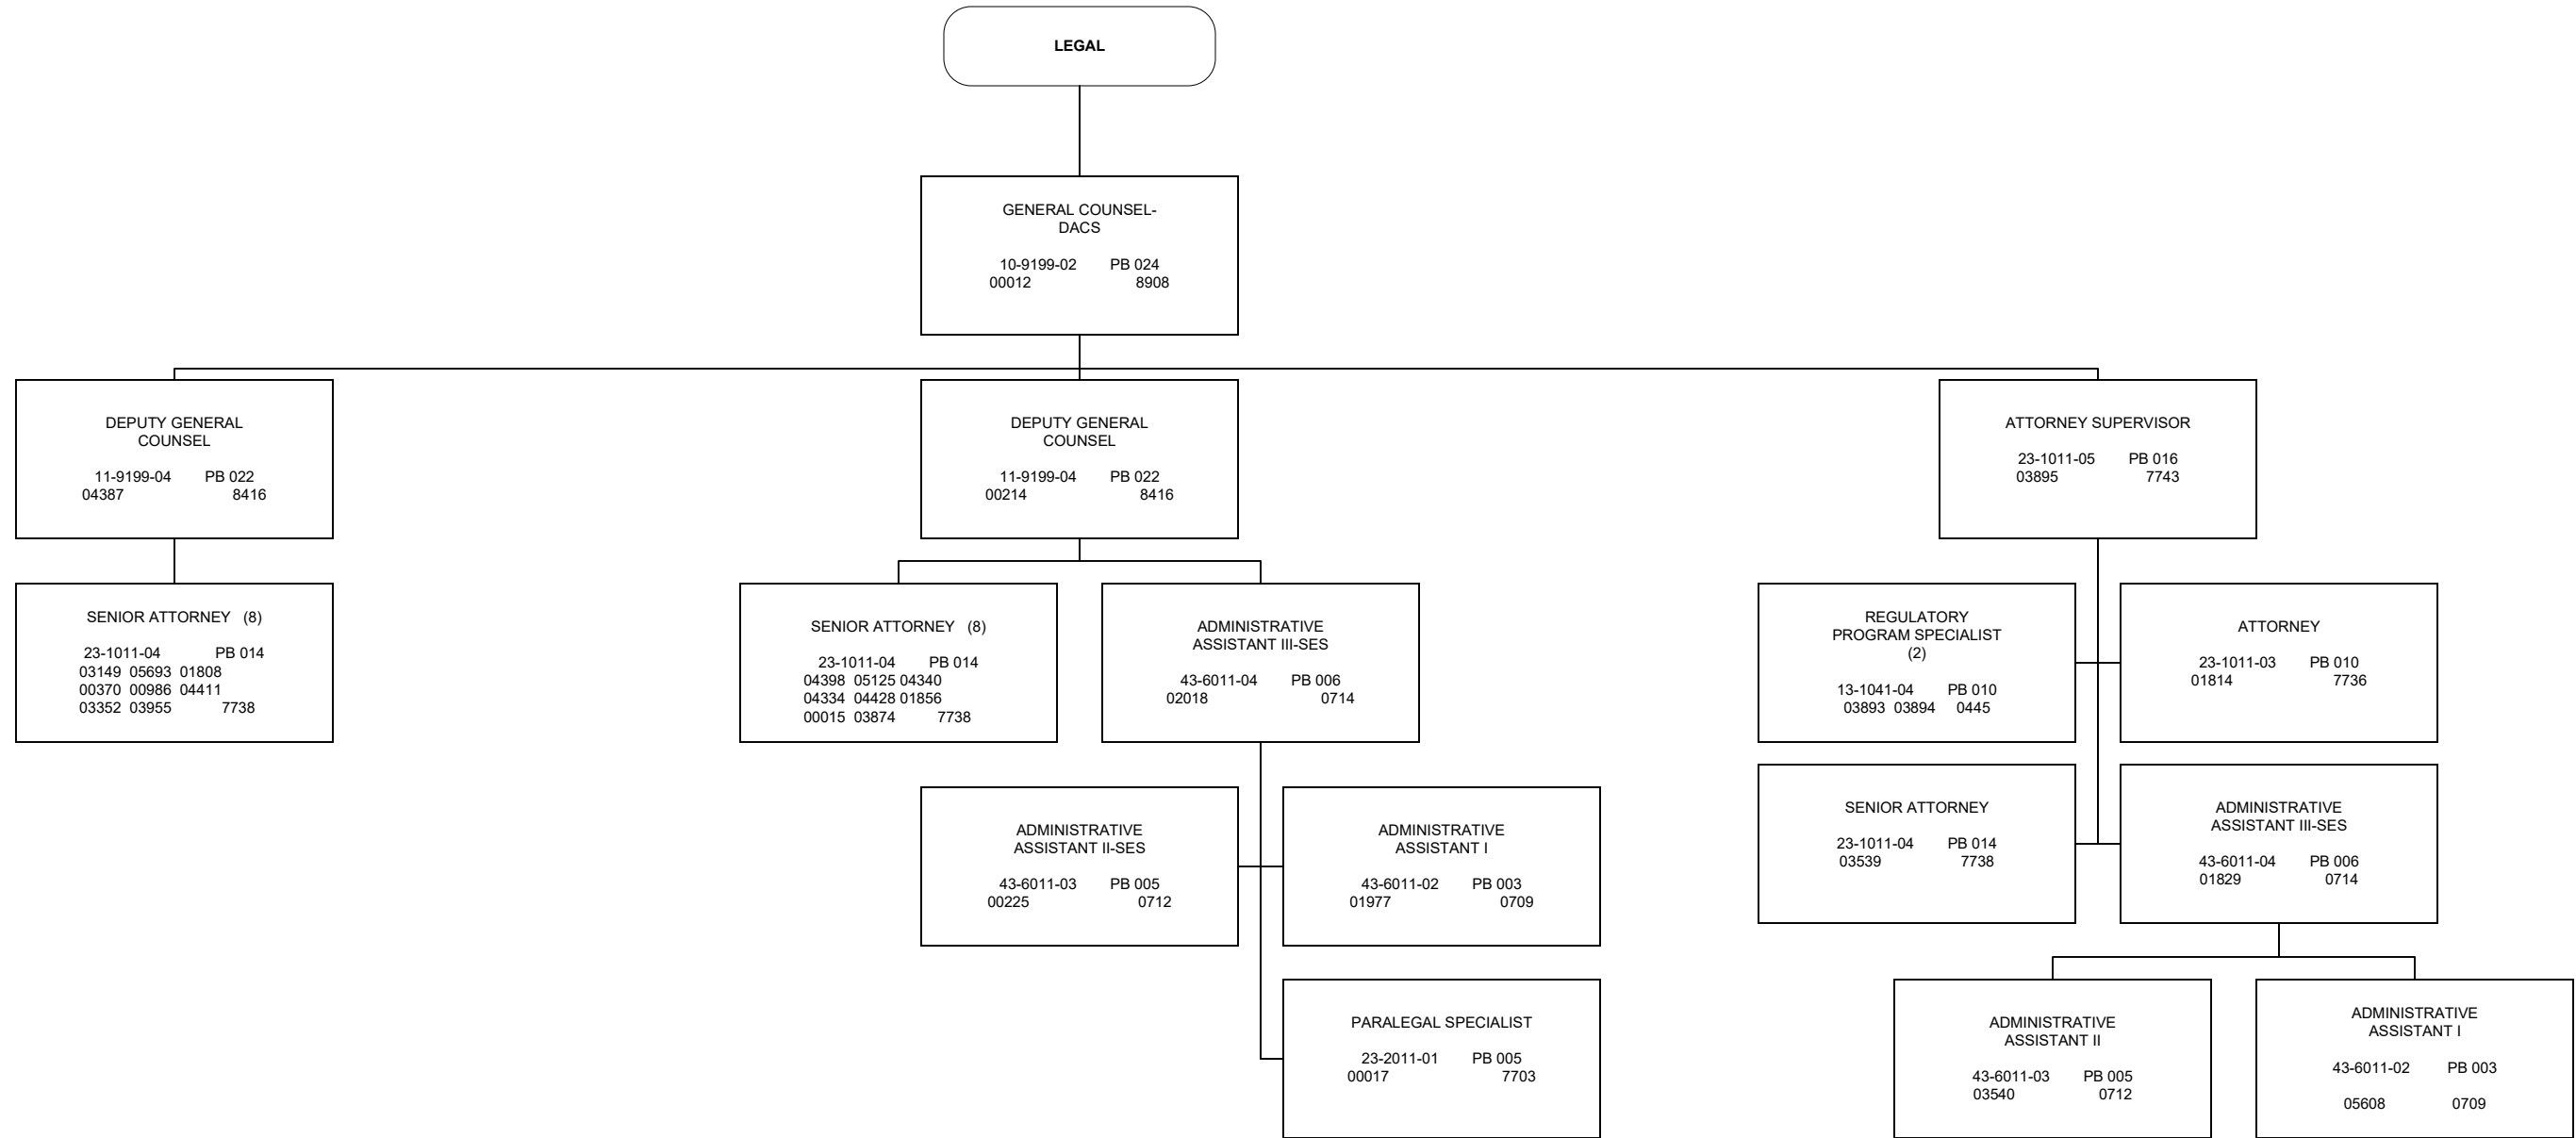 LEGAL
GENERAL COUNSEL-
DACS
10-9199-02 PB 024
00012 8908
DEPUTY GENERAL
COUNSEL
11-9199-04 PB 022
04387 8416
DEPUTY GENERAL
COUNSEL
11-9199-04 PB 022
00214 8416
ATTORNEY SUPERVISOR
23-1011-05 PB 016
03895 7743
SENIOR ATTORNEY (8)
23-1011-04 PB 014
03149 05693 01808
00370 00986 04411
03352 03955 7738
SENIOR ATTORNEY (8)
23-1011-04 PB 014
04398 05125 04340
04334 04428 01856
00015 03874 7738
ADMINISTRATIVE
ASSISTANT III-SES
43-6011-04 PB 006
02018 0714
REGULATORY
PROGRAM SPECIALIST
(2)
13-1041-04 PB 010
03893 03894 0445
ATTORNEY
23-1011-03 PB 010
01814 7736
ADMINISTRATIVE
ASSISTANT II-SES
43-6011-03 PB 005
00225 0712
ADMINISTRATIVE
ASSISTANT I
43-6011-02 PB 003
01977 0709
SENIOR ATTORNEY
23-1011-04 PB 014
03539 7738
ADMINISTRATIVE
ASSISTANT III-SES
43-6011-04 PB 006
01829 0714
PARALEGAL SPECIALIST
23-2011-01 PB 005
00017 7703
ADMINISTRATIVE
ASSISTANT II
43-6011-03 PB 005
03540 0712
ADMINISTRATIVE
ASSISTANT I
43-6011-02 PB 003
05608 0709